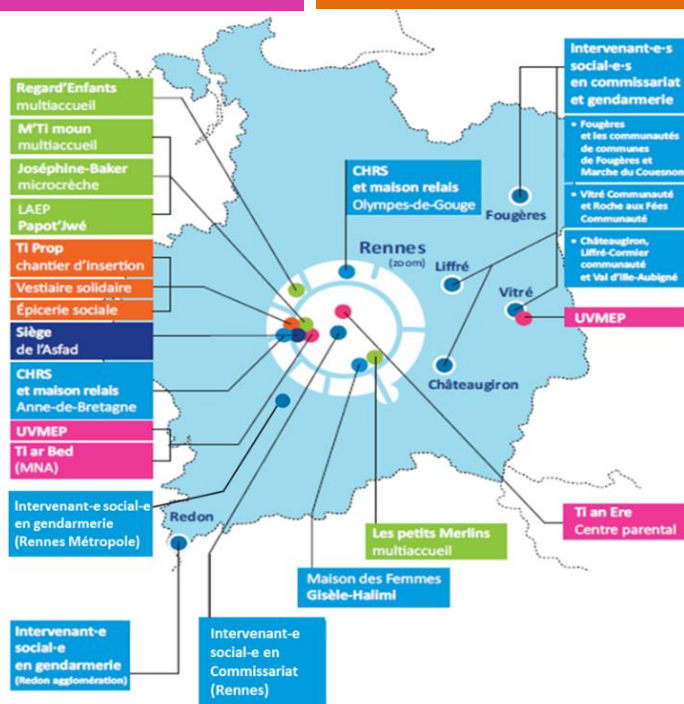 Regard'Enfants
multiaccueil
M'Ti moun
multiaccueil
Joséphine-Baker
microcrèche
LAEP
Papot'Jwé
Ti Prop
chantier d'insertion
Vestiaire solidaire
Épicerie sociale
Siège
de l'Asfad
CHRS
et maison relais
Anne-de-Bretagne
UVMEP
Ti ar Bed
(MNA)
Intervenant-e social-e
en gendarmerie
(Rennes Métropole)
Intervenant·e
social·e
en gendarmerie
(Redon agglomération)
Redon
Intervenant-e
social-e en
Commissariat
(Rennes)
Maison des Femmes
Gisèle-Halimi
Les petits Merlins
multiaccueil
CHRS
et maison relais
Olympes-de-Gouge
Rennes
(zoom)
Fougères
Liffré
Vitré
Châteaugiron
Intervenant·e·s
social·e·s
en commissariat
et gendarmerie
• Fougères
et les communautés
de communes
de Fougères et
Marche du Couesnon
• Vitré Communauté
et Roche aux Fées
Communauté
• Châteaugiron,
Liffré-Cormier
communauté
et Val d'ille-Aubigné
UVMEP
Ti an Ere
Centre parental